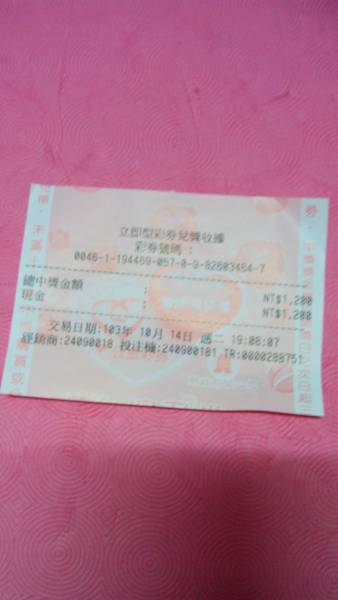 立即型彩券兌獎收據
彩券號碼 :
0046-1-194469-057-0-9-82603464-7
總中獎金額 : NT$1,200
現金 : NT$1,200
交易日期:103年 10月 14日 週二 19:08:07
經銷商:24090018 投注機:240900181 TR:0000288751